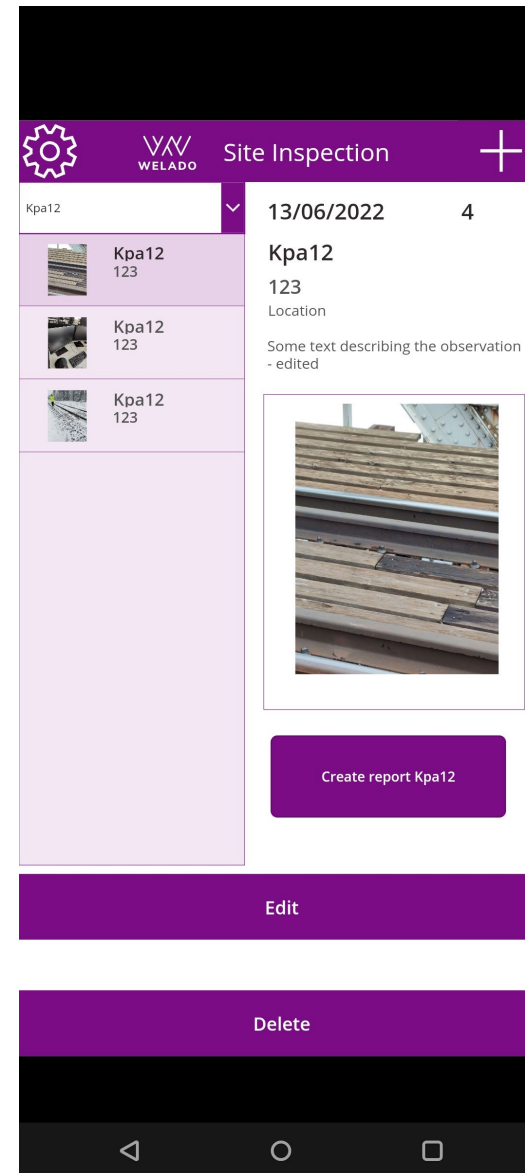 WELADO
Site Inspection
Kpa12
Kpa12
123
Kpa12
123
Kpa12
123
13/06/2022 4
Kpa12
123
Location
Some text describing the observation
- edited
Create report Kpa12
Edit
Delete